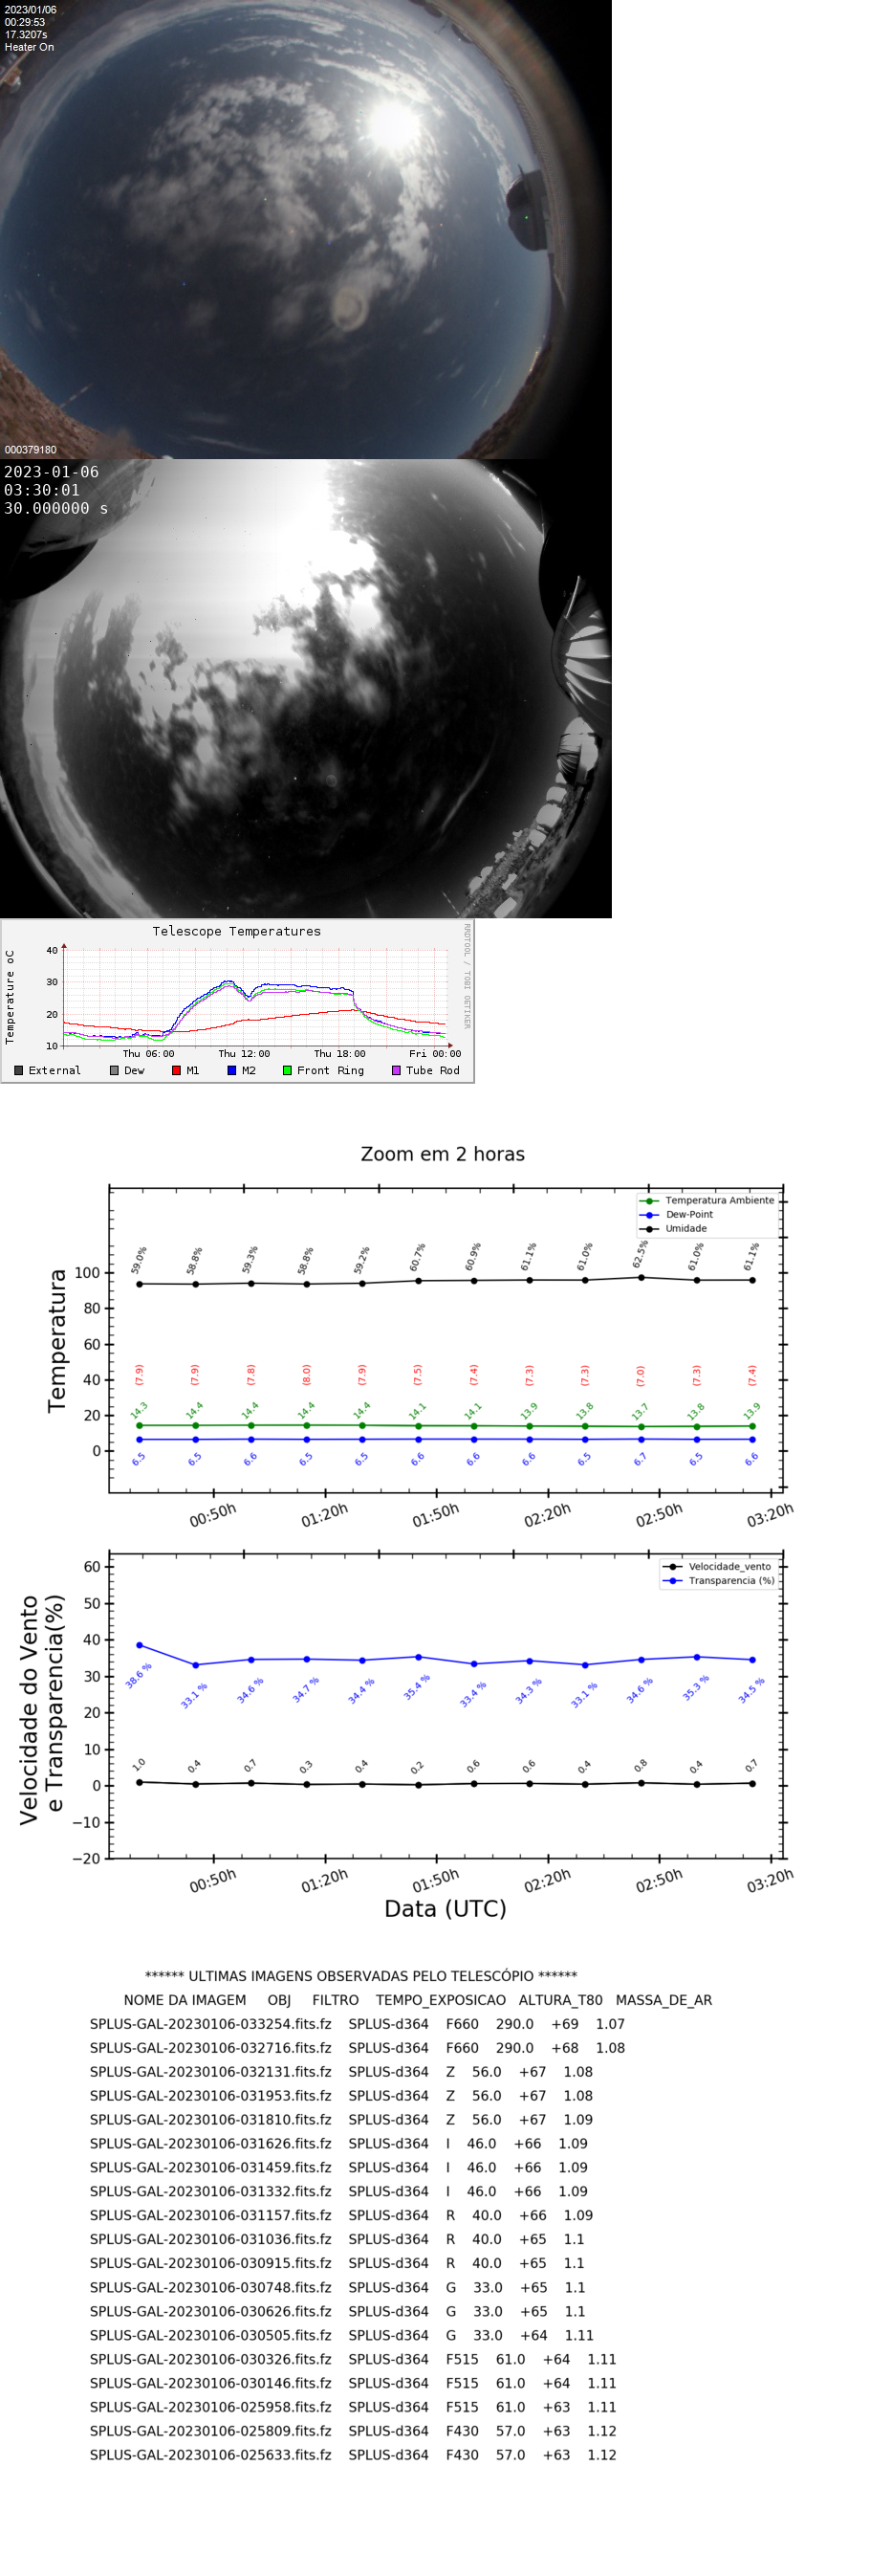 2023/01/06
00:29:53
17.3207s
Heater On
000379180
2023-01-06
03:30:01
30.000000 s
Telescope Temperatures
RRDTOOL / TOBI OETIKER
Temperature oC
40
30
20
10
Thu 06:00 Thu 12:00 Thu 18:00 Fri 00:00
External Dew M1 M2 Front Ring Tube Rod
Zoom em 2 horas
Temperatura Ambiente
Dew-Point
Umidade
Temperatura
100
80
60
40
20
0
59.0% 58.8% 59.3% 58.8% 59.2% 60.7% 60.9% 61.1% 61.0% 62.5% 61.0% 61.1%
(7.9) (7.9) (7.8) (8.0) (7.9) (7.5) (7.4) (7.3) (7.3) (7.0) (7.3) (7.4)
14.3 14.4 14.4 14.4 14.4 14.1 14.1 13.9 13.8 13.7 13.8 13.9
6.5 6.5 6.6 6.5 6.5 6.6 6.6 6.6 6.5 6.7 6.5 6.6
00:50h 01:20h 01:50h 02:20h 02:50h 03:20h
Velocidade_vento
Transparencia (%)
Velocidade do Vento
e Transparencia(%)
60
50
40
30
20
10
0
−10
−20
38.6 % 33.1 % 34.6 % 34.7 % 34.4 % 35.4 % 33.4 % 34.3 % 33.1 % 34.6 % 35.3 % 34.5 %
1.0 0.4 0.7 0.3 0.4 0.2 0.6 0.6 0.4 0.8 0.4 0.7
00:50h 01:20h 01:50h 02:20h 02:50h 03:20h
Data (UTC)
****** ULTIMAS IMAGENS OBSERVADAS PELO TELESCÓPIO ******
NOME DA IMAGEM OBJ FILTRO TEMPO_EXPOSICAO ALTURA_T80 MASSA_DE_AR
SPLUS-GAL-20230106-033254.fits.fz SPLUS-d364 F660 290.0 +69 1.07
SPLUS-GAL-20230106-032716.fits.fz SPLUS-d364 F660 290.0 +68 1.08
SPLUS-GAL-20230106-032131.fits.fz SPLUS-d364 Z 56.0 +67 1.08
SPLUS-GAL-20230106-031953.fits.fz SPLUS-d364 Z 56.0 +67 1.08
SPLUS-GAL-20230106-031810.fits.fz SPLUS-d364 Z 56.0 +67 1.09
SPLUS-GAL-20230106-031626.fits.fz SPLUS-d364 I 46.0 +66 1.09
SPLUS-GAL-20230106-031459.fits.fz SPLUS-d364 I 46.0 +66 1.09
SPLUS-GAL-20230106-031332.fits.fz SPLUS-d364 I 46.0 +66 1.09
SPLUS-GAL-20230106-031157.fits.fz SPLUS-d364 R 40.0 +66 1.09
SPLUS-GAL-20230106-031036.fits.fz SPLUS-d364 R 40.0 +65 1.1
SPLUS-GAL-20230106-030915.fits.fz SPLUS-d364 R 40.0 +65 1.1
SPLUS-GAL-20230106-030748.fits.fz SPLUS-d364 G 33.0 +65 1.1
SPLUS-GAL-20230106-030626.fits.fz SPLUS-d364 G 33.0 +65 1.1
SPLUS-GAL-20230106-030505.fits.fz SPLUS-d364 G 33.0 +64 1.11
SPLUS-GAL-20230106-030326.fits.fz SPLUS-d364 F515 61.0 +64 1.11
SPLUS-GAL-20230106-030146.fits.fz SPLUS-d364 F515 61.0 +64 1.11
SPLUS-GAL-20230106-025958.fits.fz SPLUS-d364 F515 61.0 +63 1.11
SPLUS-GAL-20230106-025809.fits.fz SPLUS-d364 F430 57.0 +63 1.12
SPLUS-GAL-20230106-025633.fits.fz SPLUS-d364 F430 57.0 +63 1.12